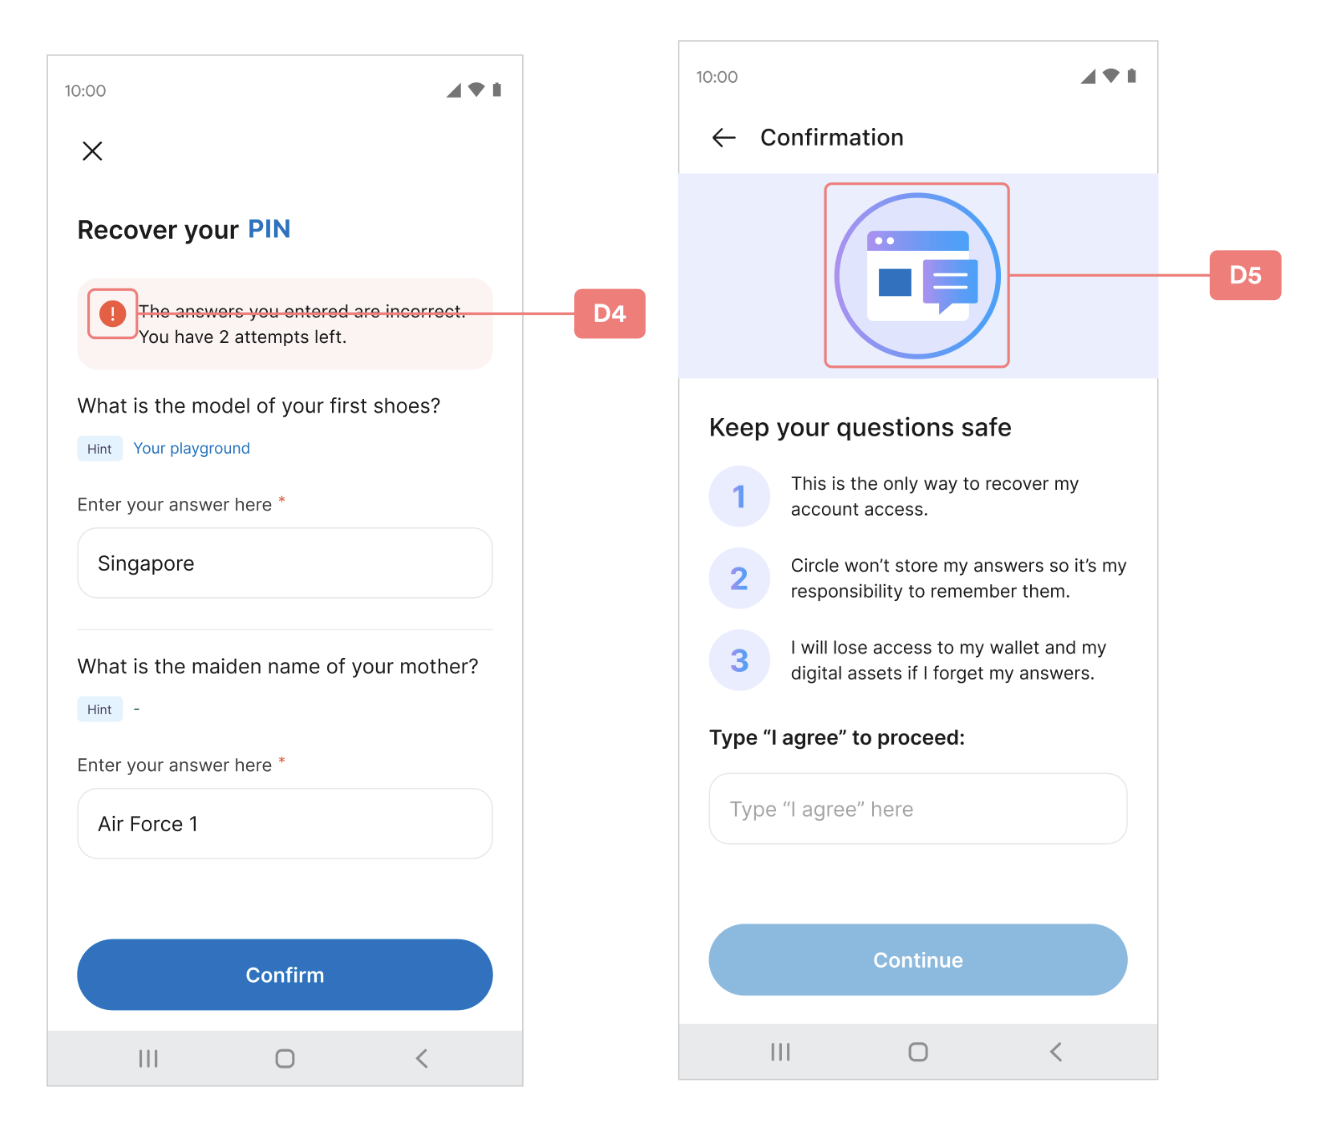 10:00
Recover your PIN
The answers you entered are incorrect.
You have 2 attempts left.
D4
What is the model of your first shoes?
Hint Your playground
Enter your answer here *
Singapore
What is the maiden name of your mother?
Hint -
Enter your answer here *
Air Force 1
Confirm
10:00
Confirmation
D5
Keep your questions safe
1 This is the only way to recover my
account access.
2 Circle won’t store my answers so it’s my
responsibility to remember them.
3 I will lose access to my wallet and my
digital assets if I forget my answers.
Type “I agree” to proceed:
Type “I agree” here
Continue